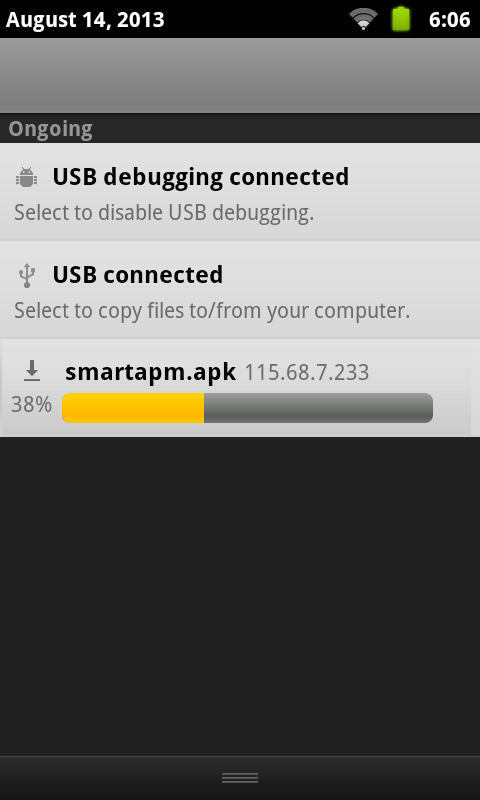 August 14, 2013 6:06
Ongoing
USB debugging connected
Select to disable USB debugging.
USB connected
Select to copy files to/from your computer.
smartapm.apk 115.68.7.233
38%